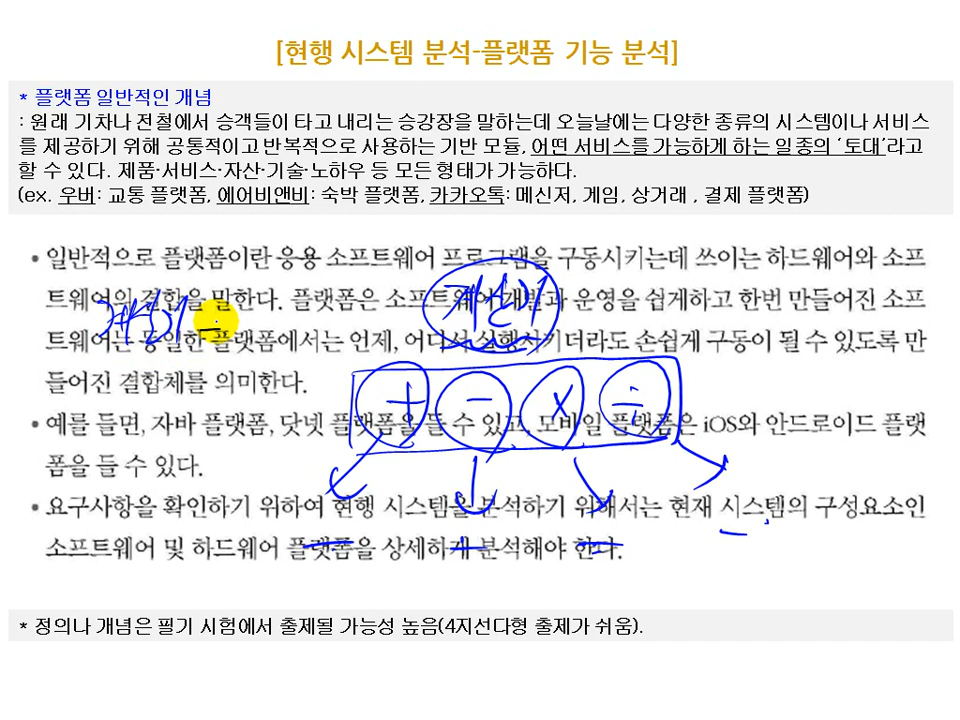 [현행 시스템 분석-플랫폼 기능 분석]
* 플랫폼 일반적인 개념
: 원래 기차나 전철에서 승객들이 타고 내리는 승강장을 말하는데 오늘날에는 다양한 종류의 시스템이나 서비스
를 제공하기 위해 공통적이고 반복적으로 사용하는 기반 모듈, 어떤 서비스를 가능하게 하는 일종의 ‘토대’라고
할 수 있다. 제품·서비스·자산·기술·노하우 등 모든 형태가 가능하다.
(ex. 우버: 교통 플랫폼, 에어비앤비: 숙박 플랫폼, 카카오톡: 메신저, 게임, 상거래 , 결제 플랫폼)
• 일반적으로 플랫폼이란 응용 소프트웨어 프로그램을 구동시키는데 쓰이는 하드웨어와 소프
트웨어의 결합을 말한다. 플랫폼은 소프트웨어 개발과 운영을 쉽게하고 한번 만들어진 소프
계산기
계산기 =
트웨어는 동일한 플랫폼에서는 언제, 어디서 실행시키더라도 손쉽게 구동이 될 수 있도록 만
들어진 결합체를 의미한다.
+ - × ÷
• 예를 들면, 자바 플랫폼, 닷넷 플랫폼을 들 수 있고, 모바일 플랫폼은 iOS와 안드로이드 플랫
폼을 들 수 있다.
• 요구사항을 확인하기 위하여 현행 시스템을 분석하기 위해서는 현재 시스템의 구성요소인
소프트웨어 및 하드웨어 플랫폼을 상세하게 분석해야 한다.
* 정의나 개념은 필기 시험에서 출제될 가능성 높음(4지선다형 출제가 쉬움).